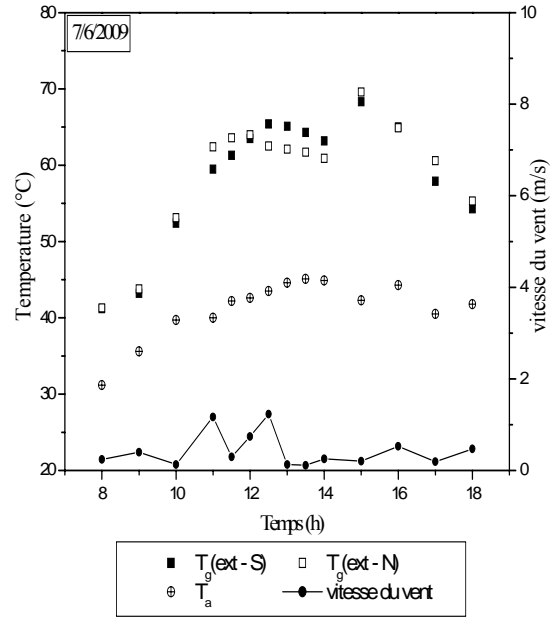 7/6/2009
Temperature (°C)
80
70
60
50
40
30
20
10
8
6
4
2
0
vitesse du vent (m/s)
8 10 12 14 16 18
Temps (h)
Tg(ext - S) Tg(ext - N)
Ta vitesse du vent